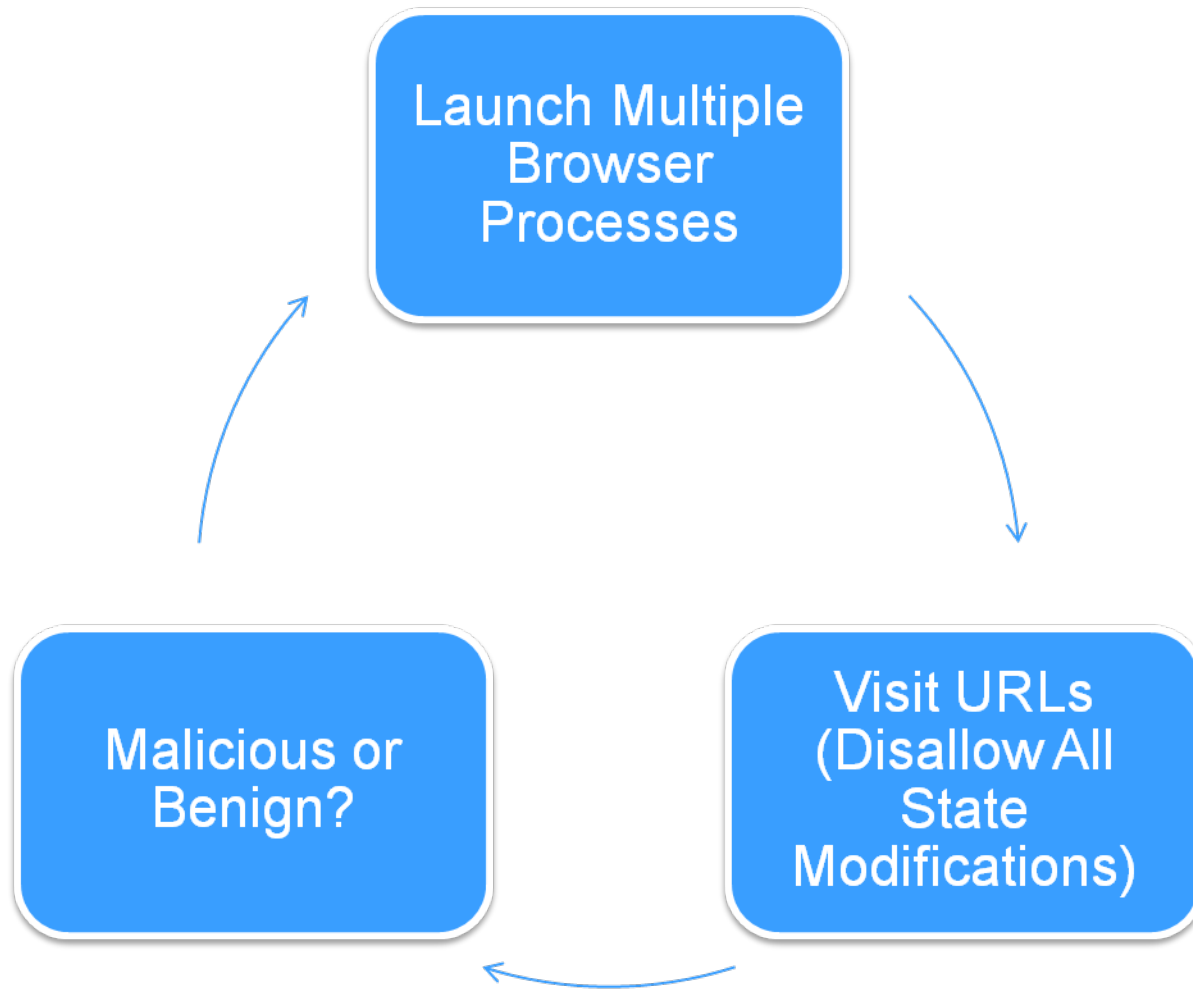 Launch Multiple
Browser
Processes
Visit URLs
(Disallow All
State
Modifications)
Malicious or
Benign?